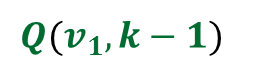 Q(v₁, k − 1)